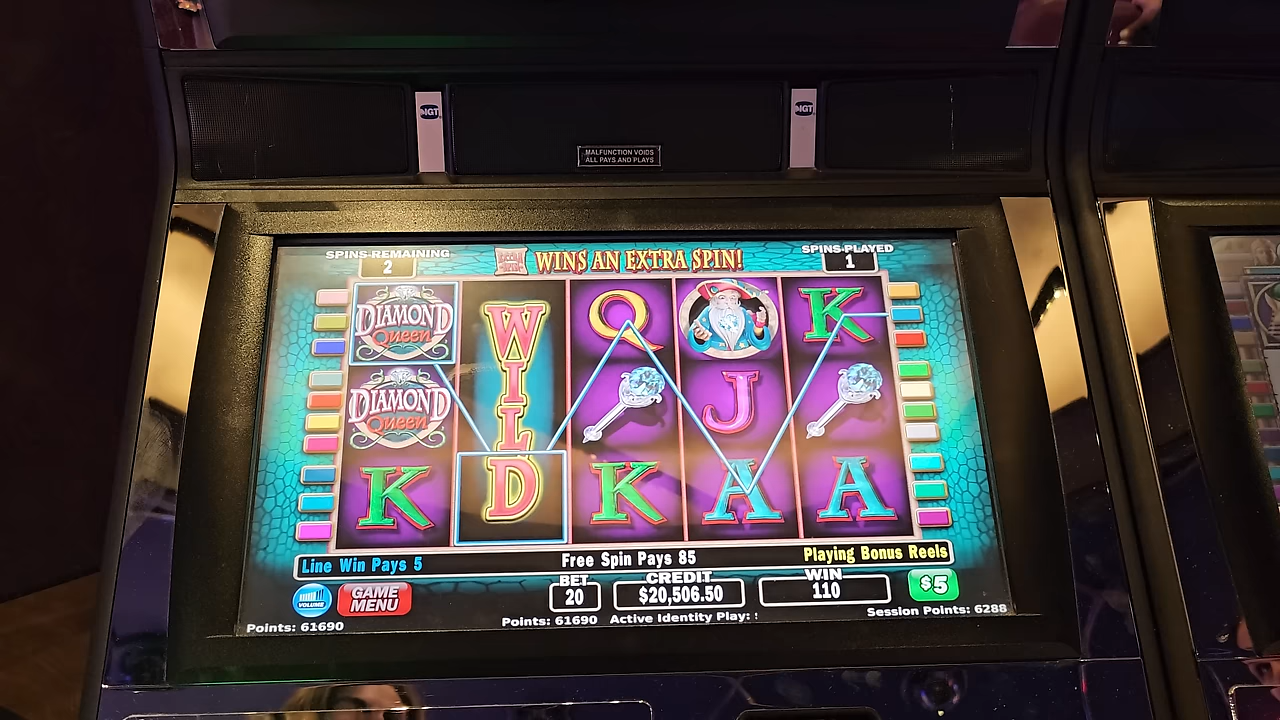 IGT
IGT
MALFUNCTION VOIDS
ALL PAYS AND PLAYS
SPINS REMAINING
2
WINS AN EXTRA SPIN!
SPINS PLAYED
1
DIAMOND
Queen
DIAMOND
Queen
K
WILD
Q
K
J
A
K
A
Line Win Pays 5
Free Spin Pays 85
Playing Bonus Reels
VOLUME
GAME
MENU
BET
20
CREDIT
$20,506.50
WIN
110
$5
Points: 61690
Points: 61690
Active Identity Play:
Session Points: 6288